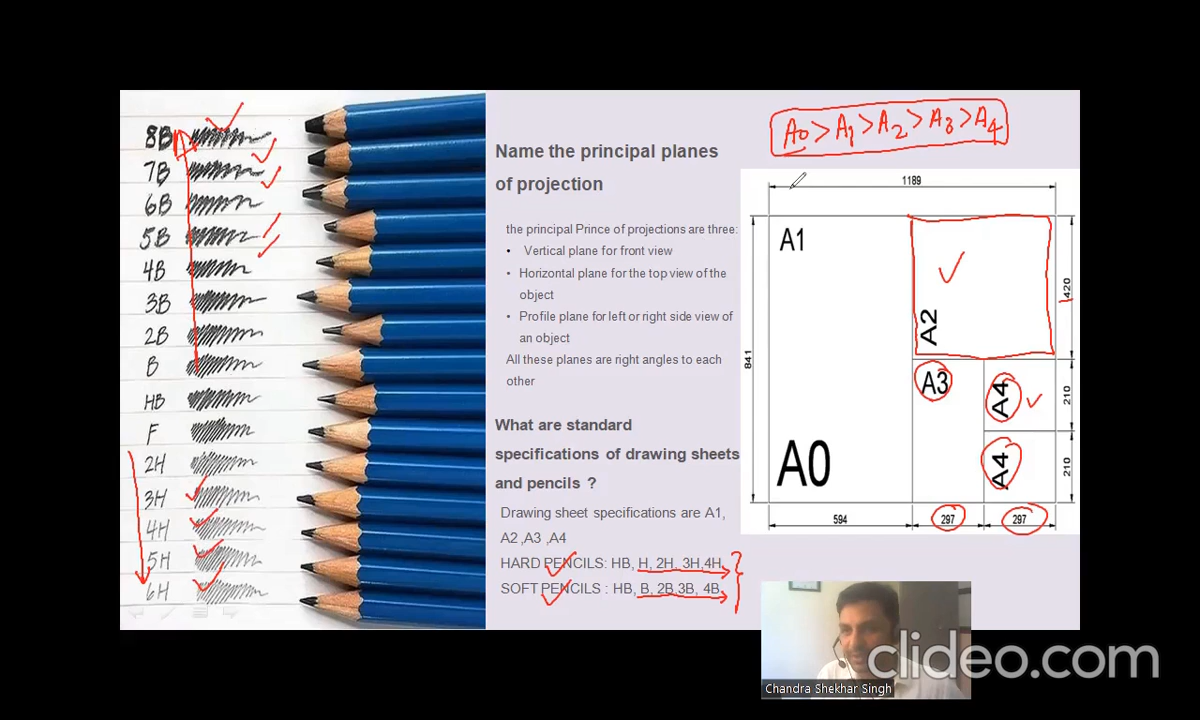 8B
7B
6B
5B
4B
3B
2B
B
HB
F
2H
3H
4H
5H
6H
Name the principal planes
of projection
the principal Prince of projections are three:
• Vertical plane for front view
• Horizontal plane for the top view of the
object
• Profile plane for left or right side view of
an object
All these planes are right angles to each
other
What are standard
specifications of drawing sheets
and pencils ?
Drawing sheet specifications are A1,
A2 ,A3 ,A4
HARD PENCILS: HB, H, 2H, 3H,4H
SOFT PENCILS : HB, B, 2B,3B, 4B
A0>A1>A2>A3>A4
1189
A1
A2
420
841
A3
A4
210
A0
A4
210
594
297
297
Chandra Shekhar Singh
clideo.com